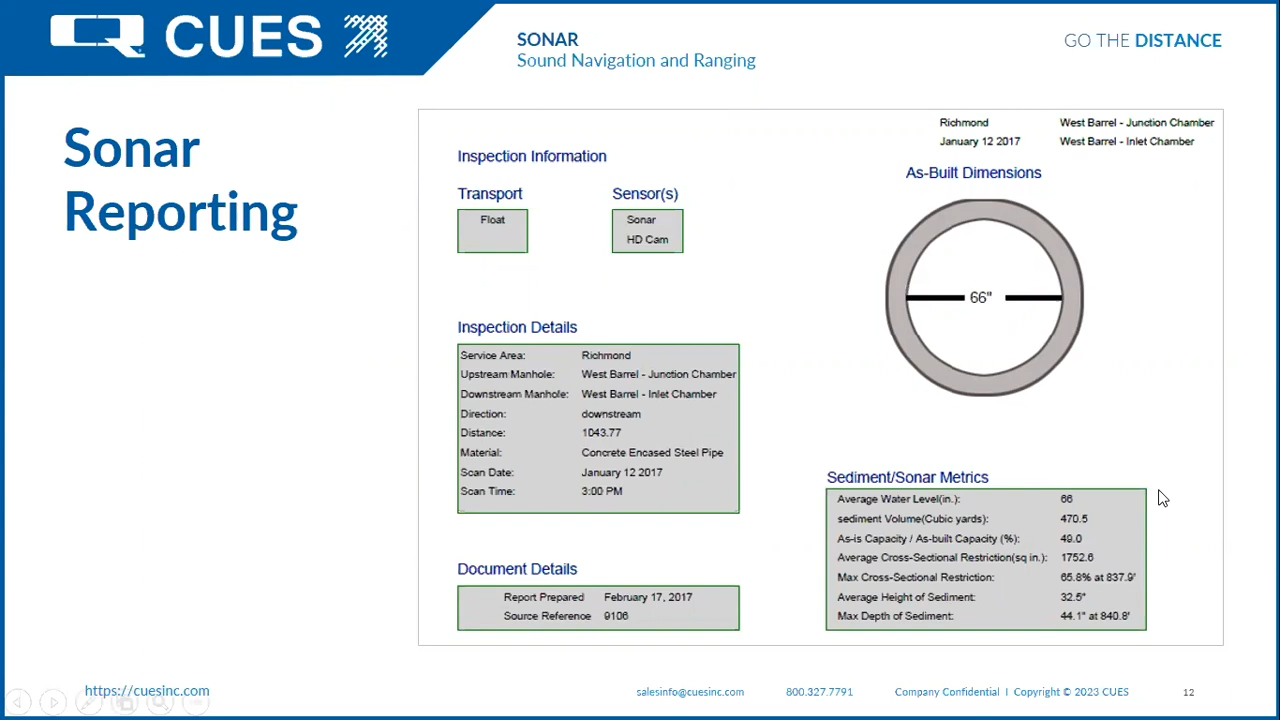 CUES
SONAR
Sound Navigation and Ranging
GO THE DISTANCE
Sonar
Reporting
Richmond West Barrel - Junction Chamber
January 12 2017 West Barrel - Inlet Chamber
Inspection Information
As-Built Dimensions
Transport Sensor(s)
Float Sonar
HD Cam
66"
Inspection Details
Service Area: Richmond
Upstream Manhole: West Barrel - Junction Chamber
Downstream Manhole: West Barrel - Inlet Chamber
Direction: downstream
Distance: 1043.77
Material: Concrete Encased Steel Pipe
Scan Date: January 12 2017
Scan Time: 3:00 PM
Sediment/Sonar Metrics
Average Water Level(in.): 66
sediment Volume(Cubic yards): 470.5
As-is Capacity / As-built Capacity (%): 49.0
Average Cross-Sectional Restriction(sq in.): 1752.6
Max Cross-Sectional Restriction: 65.8% at 837.9'
Average Height of Sediment: 32.5"
Max Depth of Sediment: 44.1" at 840.8'
Document Details
Report Prepared February 17, 2017
Source Reference 9106
https://cuesinc.com
salesinfo@cuesinc.com 800.327.7791 Company Confidential I Copyright © 2023 CUES 12